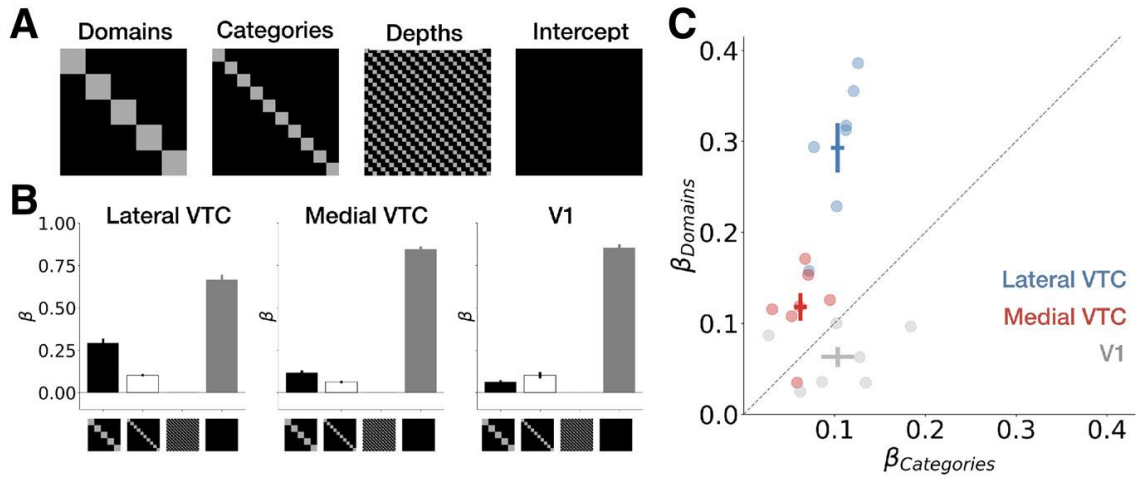 A
Domains
Categories
Depths
Intercept
B
Lateral VTC
Medial VTC
V1
1.00
0.75
0.50
0.25
0.00
β
β
β
C
0.4
0.3
0.2
0.1
0.0
βDomains
Lateral VTC
Medial VTC
V1
0.1 0.2 0.3 0.4
βCategories